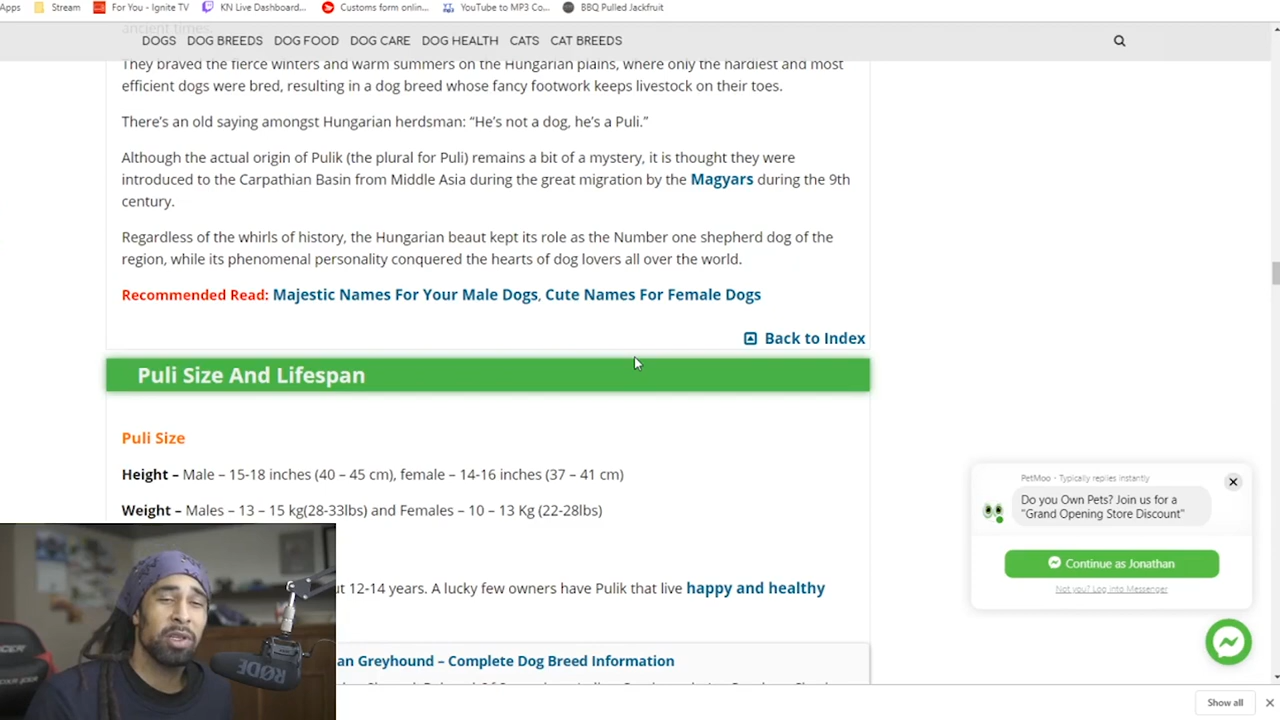 Apps
Stream
For You - Ignite TV
KN Live Dashboard...
Customs form onlin...
YouTube to MP3 Co...
BBQ Pulled Jackfruit
ancient times.
DOGS DOG BREEDS DOG FOOD DOG CARE DOG HEALTH CATS CAT BREEDS
They braved the fierce winters and warm summers on the Hungarian plains, where only the hardiest and most
efficient dogs were bred, resulting in a dog breed whose fancy footwork keeps livestock on their toes.
There's an old saying amongst Hungarian herdsman: “He's not a dog, he's a Puli.”
Although the actual origin of Pulik (the plural for Puli) remains a bit of a mystery, it is thought they were
introduced to the Carpathian Basin from Middle Asia during the great migration by the Magyars during the 9th
century.
Regardless of the whirls of history, the Hungarian beaut kept its role as the Number one shepherd dog of the
region, while its phenomenal personality conquered the hearts of dog lovers all over the world.
Recommended Read: Majestic Names For Your Male Dogs, Cute Names For Female Dogs
Back to Index
Puli Size And Lifespan
Puli Size
Height – Male – 15-18 inches (40 – 45 cm), female – 14-16 inches (37 – 41 cm)
Weight – Males – 13 – 15 kg(28-33lbs) and Females – 10 – 13 Kg (22-28lbs)
12-14 years. A lucky few owners have Pulik that live happy and healthy
Greyhound – Complete Dog Breed Information
PetMoo - Typically replies instantly
Do you Own Pets? Join us for a
"Grand Opening Store Discount"
Continue as Jonathan
Not you? Log into Messenger
RØDE
Show all